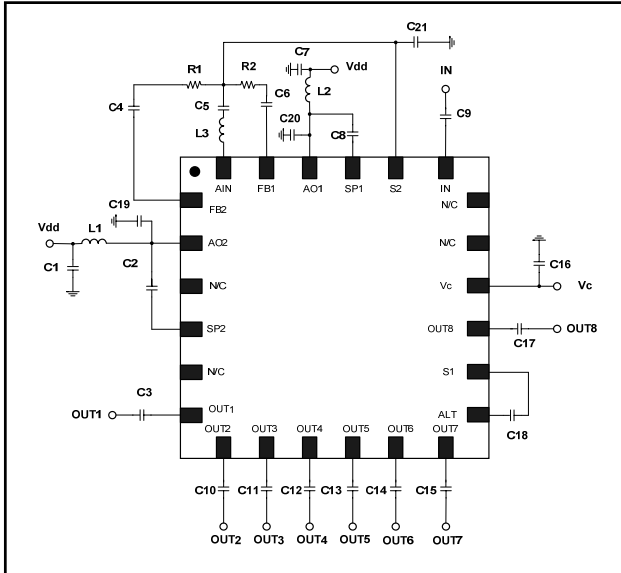 C21
C7
Vdd
IN
R1
R2
C4
C5
C6
L2
C9
L3
C20
C8
AIN
FB1
AO1
SP1
S2
IN
FB2
N/C
C19
Vdd
L1
AO2
N/C
C1
C2
C16
N/C
Vc
Vc
SP2
OUT8
C17
OUT8
N/C
S1
C3
OUT1
OUT1
ALT
C18
OUT2
OUT3
OUT4
OUT5
OUT6
OUT7
C10
C11
C12
C13
C14
C15
OUT2
OUT3
OUT4
OUT5
OUT6
OUT7